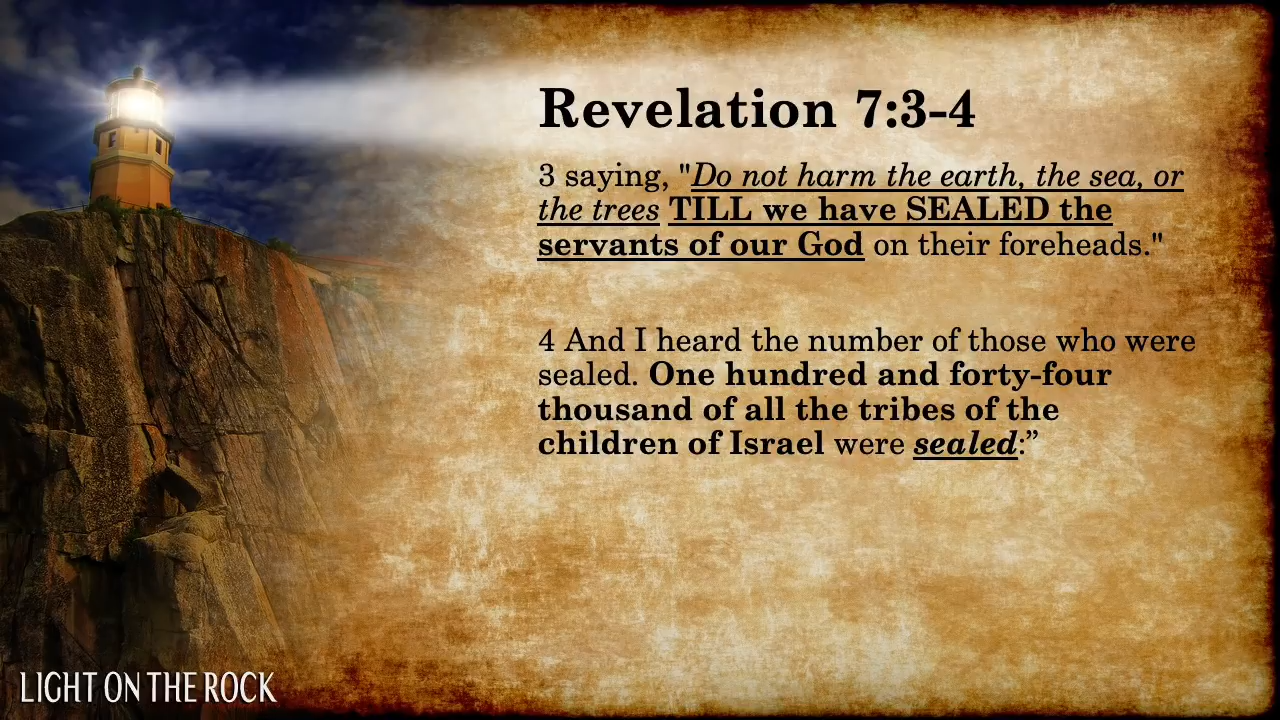 Revelation 7:3-4
3 saying, "Do not harm the earth, the sea, or
the trees TILL we have SEALED the
servants of our God on their foreheads."
4 And I heard the number of those who were
sealed. One hundred and forty-four
thousand of all the tribes of the
children of Israel were sealed:”
LIGHT ON THE ROCK